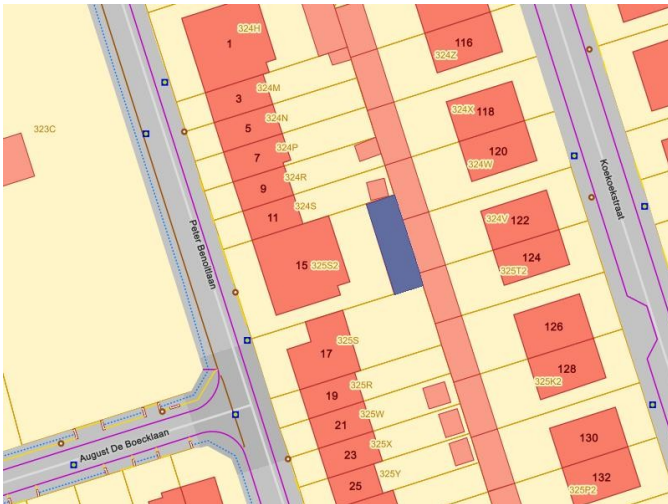 324H
1
116
324Z
324M
3
324N
5
324X
118
323C
324P
7
120
Koekoekstraat
324R
9
324W
324S
11
324V
122
Peter Benoitlaan
15
325S2
124
325T2
126
325S
17
128
325R
19
325K2
325W
21
August De Boecklaan
325X
23
130
325Y
25
132
325P2